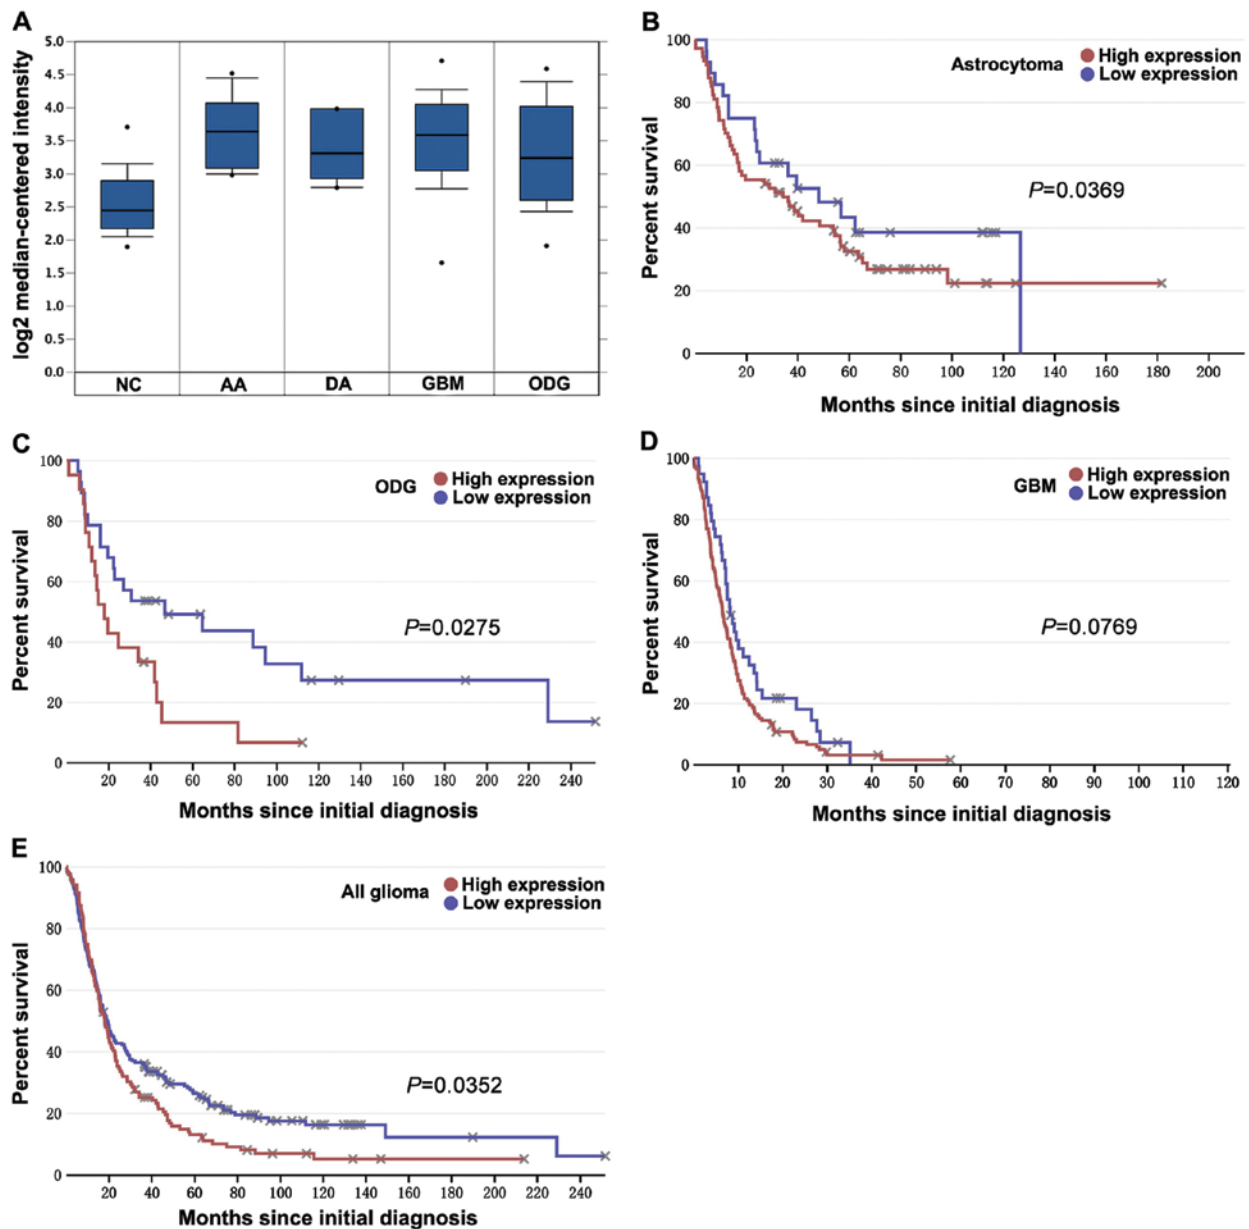 A
log2 median-centered intensity
5.0
4.5
4.0
3.5
3.0
2.5
2.0
1.5
1.0
0.5
0.0
NC AA DA GBM ODG
B
Percent survival
100
80
60
40
20
0
Astrocytoma
High expression
Low expression
P=0.0369
20 40 60 80 100 120 140 160 180 200
Months since initial diagnosis
C
Percent survival
100
80
60
40
20
0
ODG
High expression
Low expression
P=0.0275
20 40 60 80 100 120 140 160 180 200 220 240
Months since initial diagnosis
D
Percent survival
100
80
60
40
20
0
GBM
High expression
Low expression
P=0.0769
10 20 30 40 50 60 70 80 90 100 110 120
Months since initial diagnosis
E
Percent survival
100
80
60
40
20
0
All glioma
High expression
Low expression
P=0.0352
20 40 60 80 100 120 140 160 180 200 220 240
Months since initial diagnosis